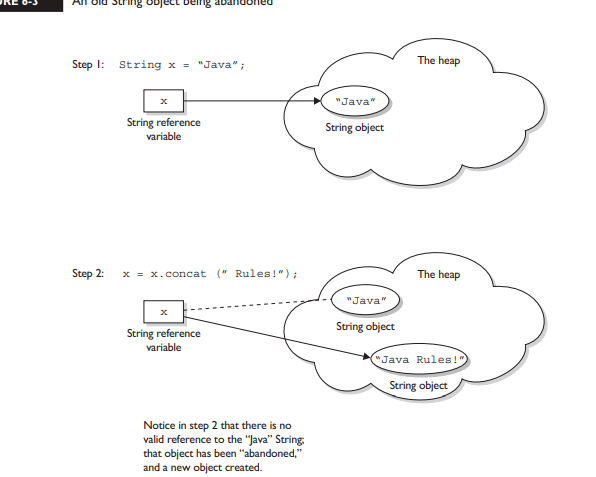 An old String object being abandoned
Step 1: String x = “Java”;
The heap
x
“Java”
String reference
variable
String object
Step 2: x = x.concat (” Rules!”);
The heap
x
“Java”
String object
String reference
variable
“Java Rules!”
String object
Notice in step 2 that there is no
valid reference to the “Java” String;
that object has been “abandoned,”
and a new object created.